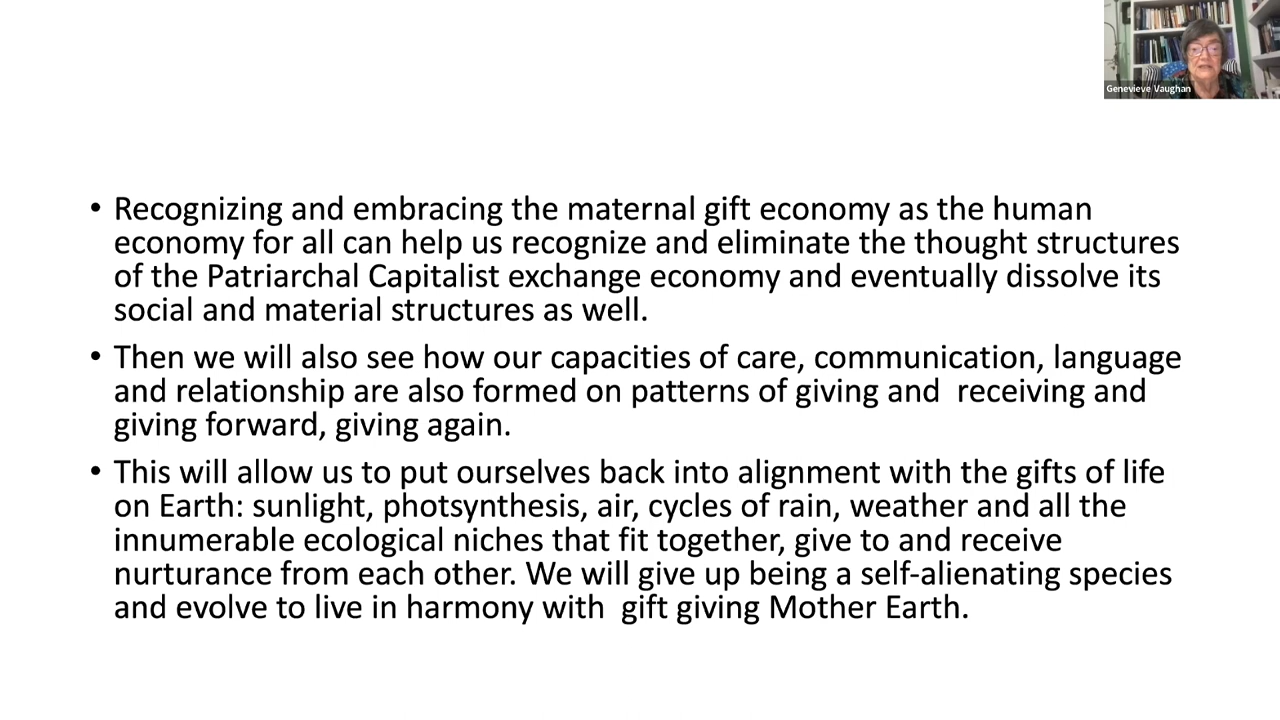 Genevieve Vaughan
• Recognizing and embracing the maternal gift economy as the human
economy for all can help us recognize and eliminate the thought structures
of the Patriarchal Capitalist exchange economy and eventually dissolve its
social and material structures as well.
• Then we will also see how our capacities of care, communication, language
and relationship are also formed on patterns of giving and  receiving and
giving forward, giving again.
• This will allow us to put ourselves back into alignment with the gifts of life
on Earth: sunlight, photsynthesis, air, cycles of rain, weather and all the
innumerable ecological niches that fit together, give to and receive
nurturance from each other. We will give up being a self-alienating species
and evolve to live in harmony with  gift giving Mother Earth.